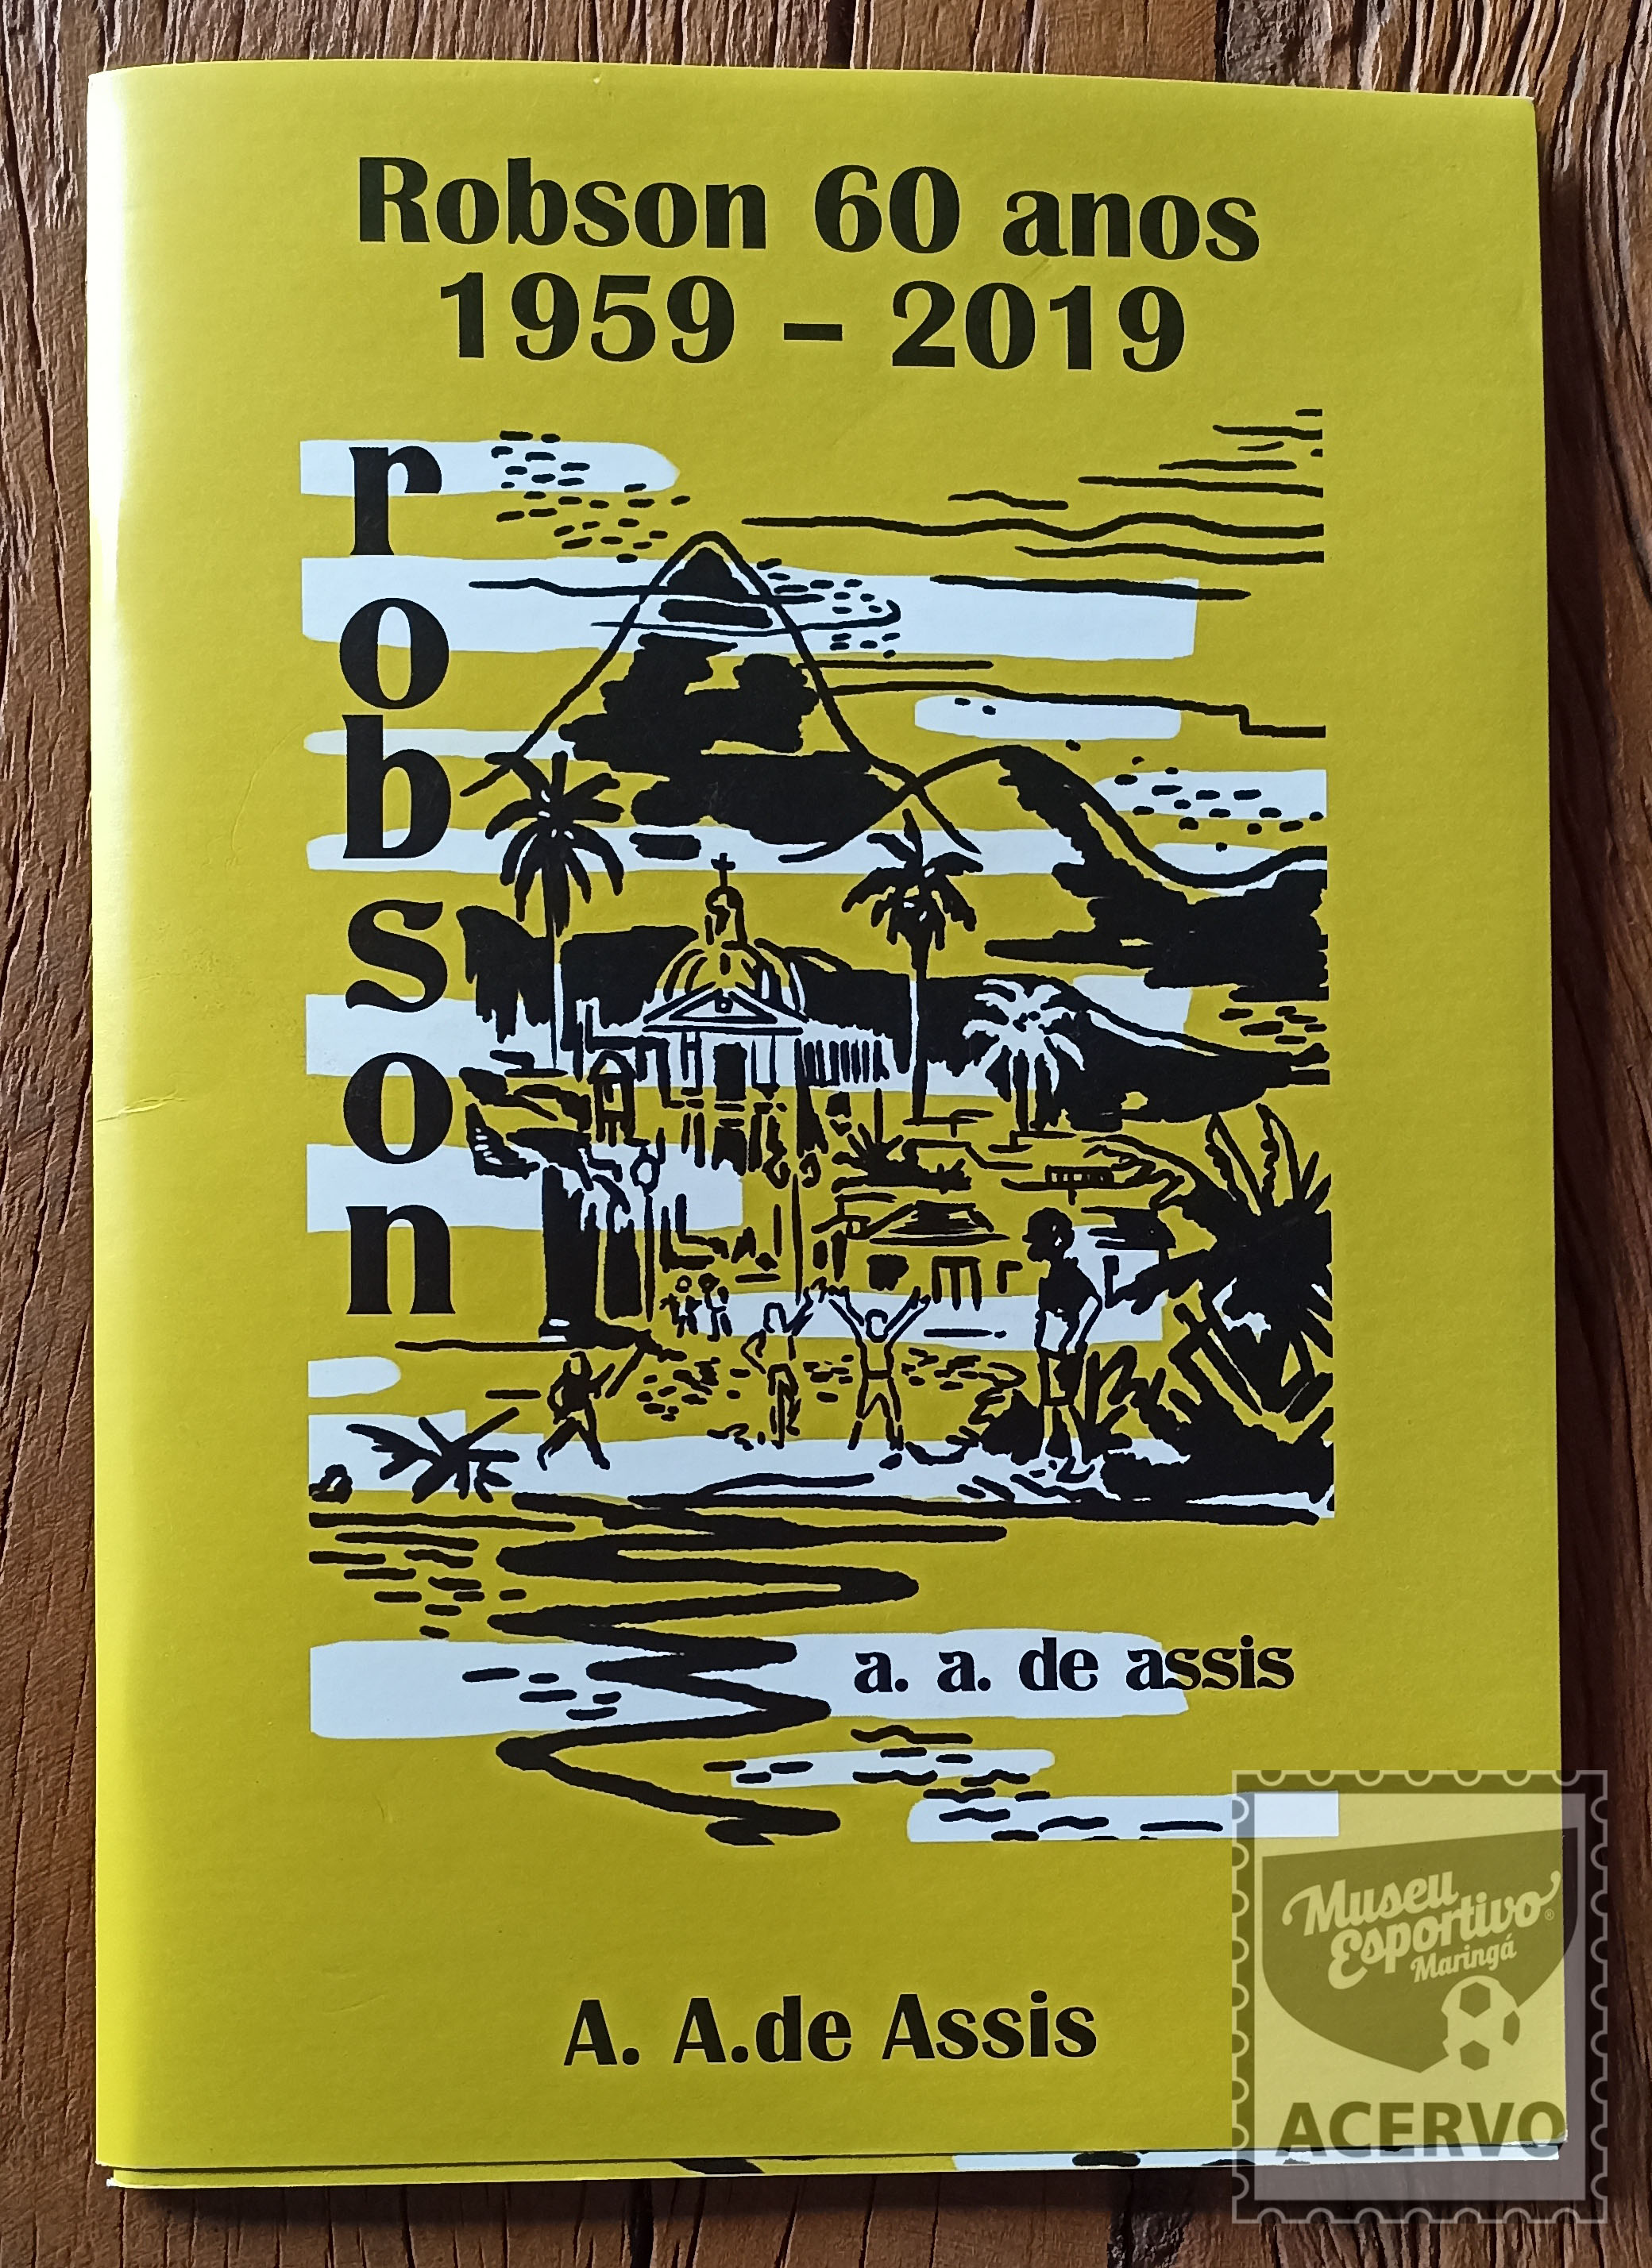 Robson 60 anos
1959 – 2019
robson
a. a. de assis
A. A.de Assis
Museu
Esportivo®
Maringá
ACERVO